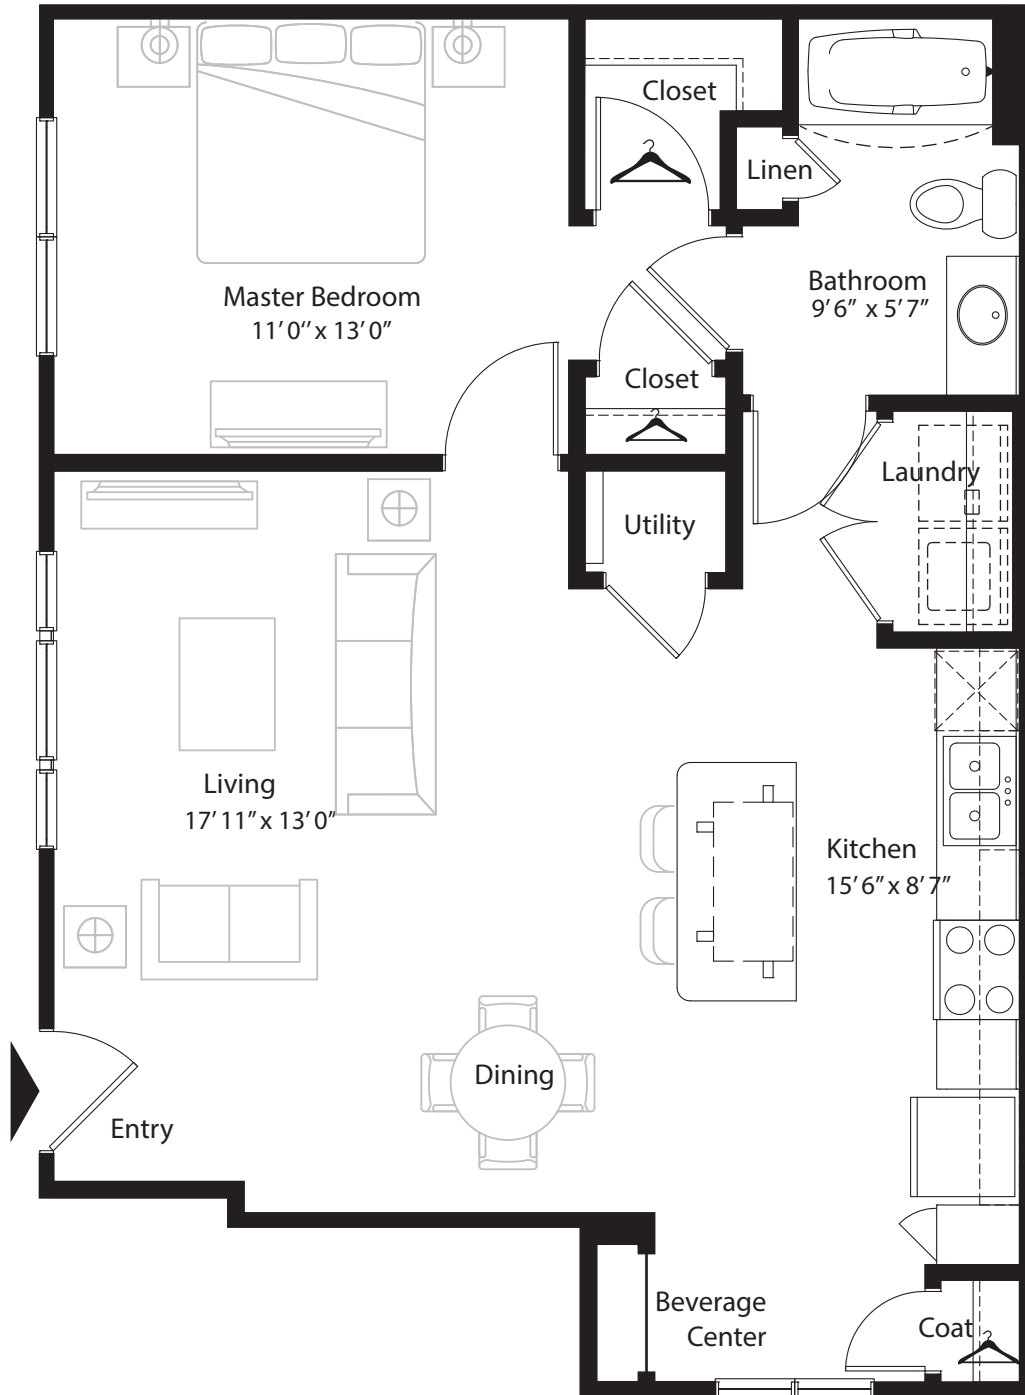 Closet
Linen
Master Bedroom
11'0'' x 13'0"
Bathroom
9'6" x 5'7"
Closet
Laundry
Utility
Living
17'11" x 13'0"
Kitchen
15'6" x 8'7"
Dining
Entry
Beverage
Center
Coat